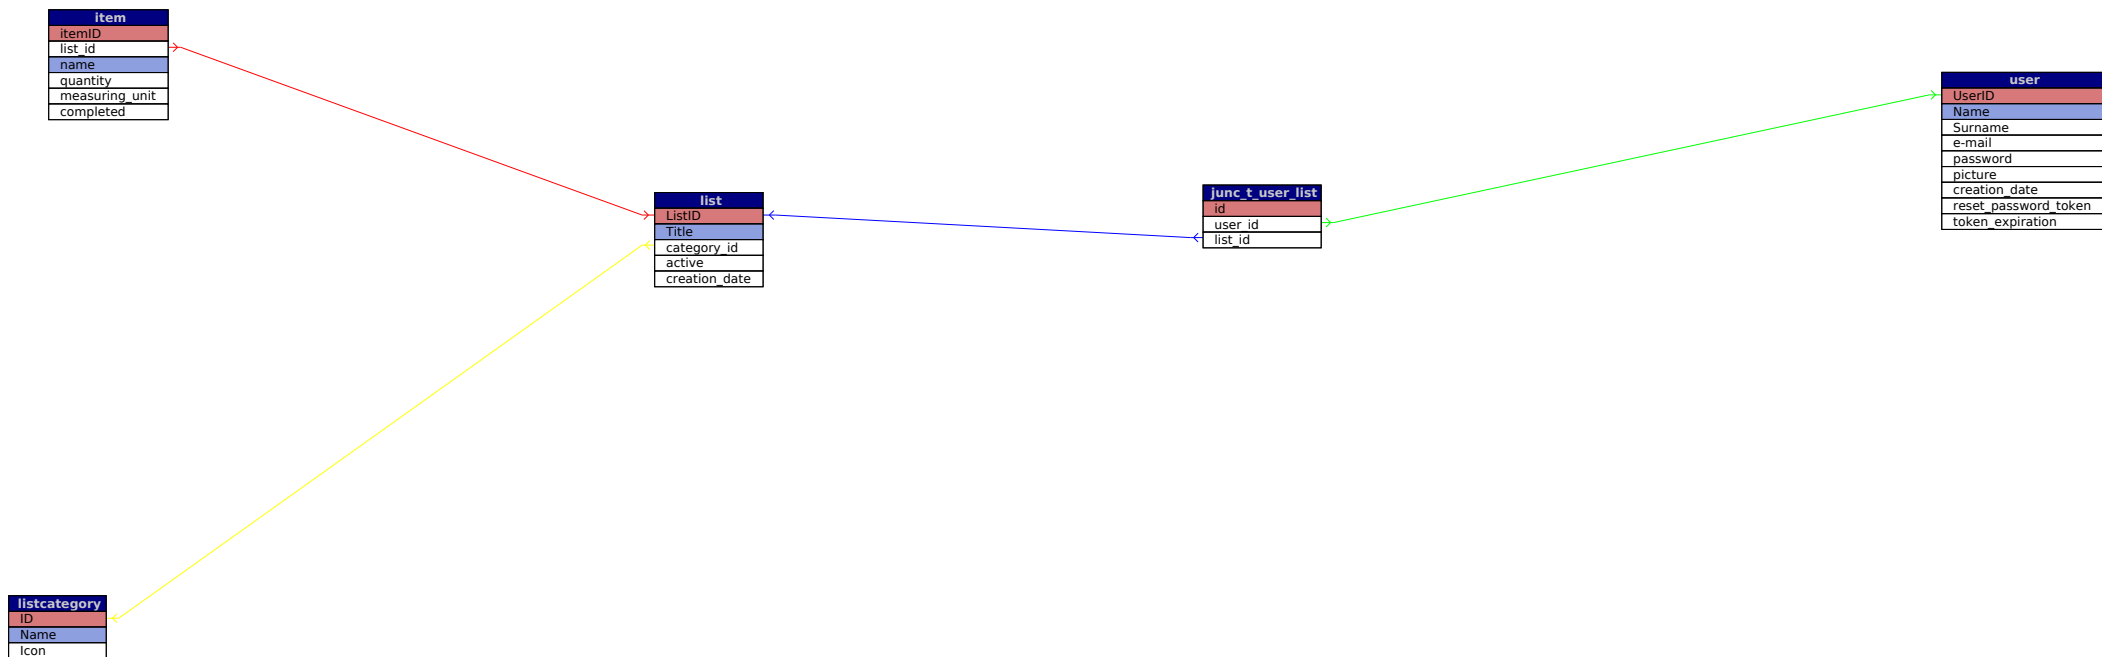 item
itemID
list_id
name
quantity
measuring_unit
completed
user
UserID
Name
Surname
e-mail
password
picture
creation_date
reset_password_token
token_expiration
list
ListID
Title
category_id
active
creation_date
junc_t_user_list
id
user_id
list_id
listcategory
ID
Name
Icon